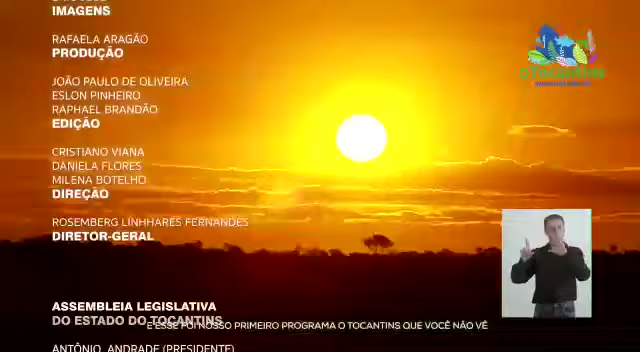 IMAGENS
RAFAELA ARAGÃO
PRODUÇÃO
JOÃO PAULO DE OLIVEIRA
ESLON PINHEIRO
RAPHAEL BRANDÃO
EDIÇÃO
CRISTIANO VIANA
DANIELA FLORES
MILENA BOTELHO
DIREÇÃO
ROSEMBERG LINHHARES FERNANDES
DIRETOR-GERAL
ASSEMBLEIA LEGISLATIVA
DO ESTADO DO TOCANTINS
ANTÔNIO ANDRADE (PRESIDENTE)
OTOCANTINS
E ESSE FOI NOSSO PRIMEIRO PROGRAMA O TOCANTINS QUE VOCÊ NÃO VÊ